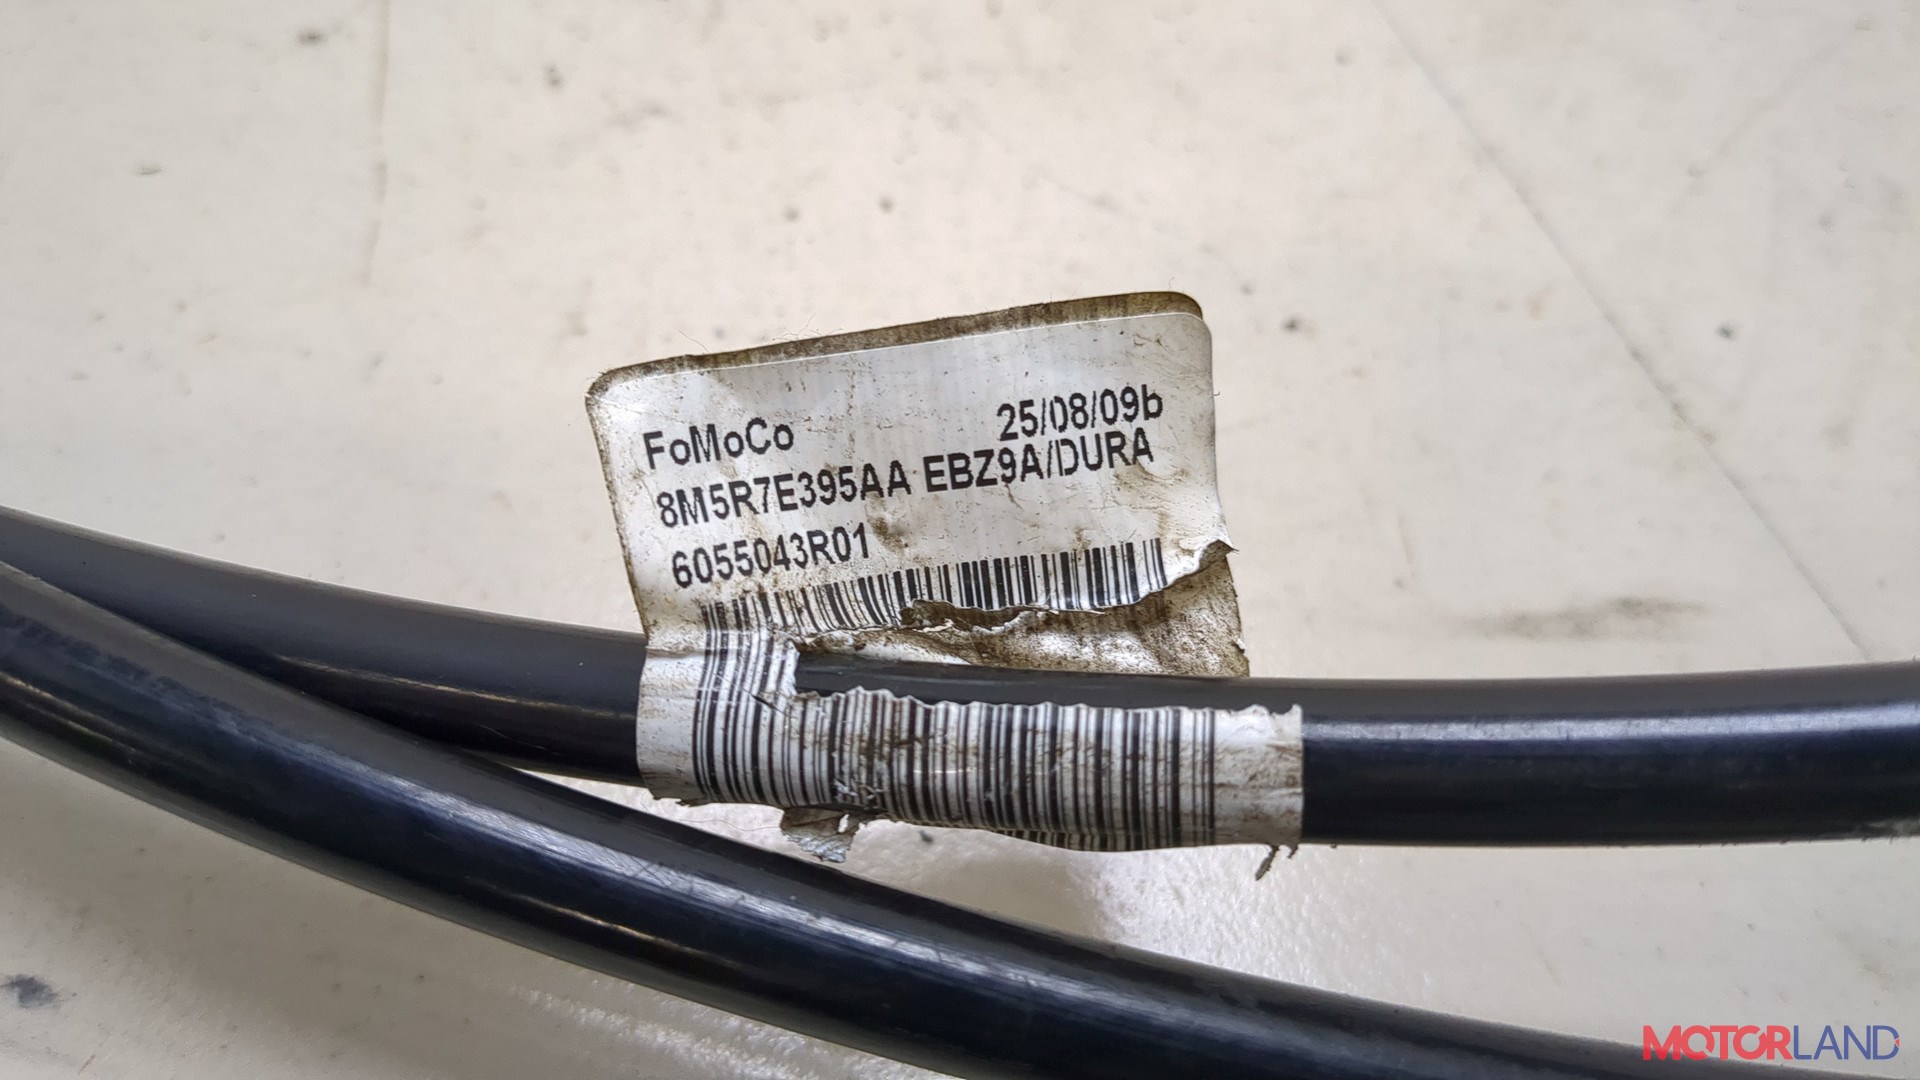 FoMoCo 25/08/09b
8M5R7E395AA EBZ9A/DURA
6055043R01
MOTORLAND